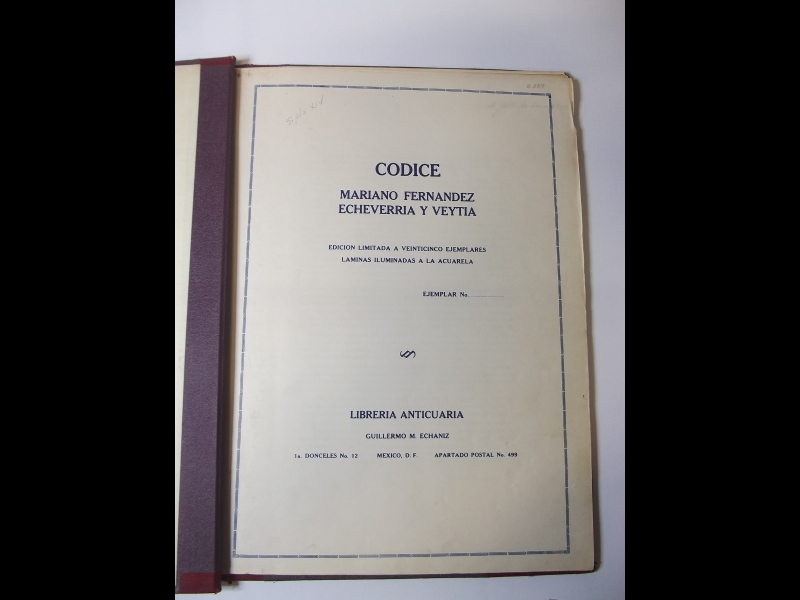 CODICE
MARIANO FERNANDEZ
ECHEVERRIA Y VEYTIA
EDICION LIMITADA A VEINTICINCO EJEMPLARES
LAMINAS ILUMINADAS A LA ACUARELA
EJEMPLAR No.
LIBRERIA ANTICUARIA
GUILLERMO M. ECHANIZ
1a. DONCELES No. 12 MEXICO, D. F. APARTADO POSTAL No. 499